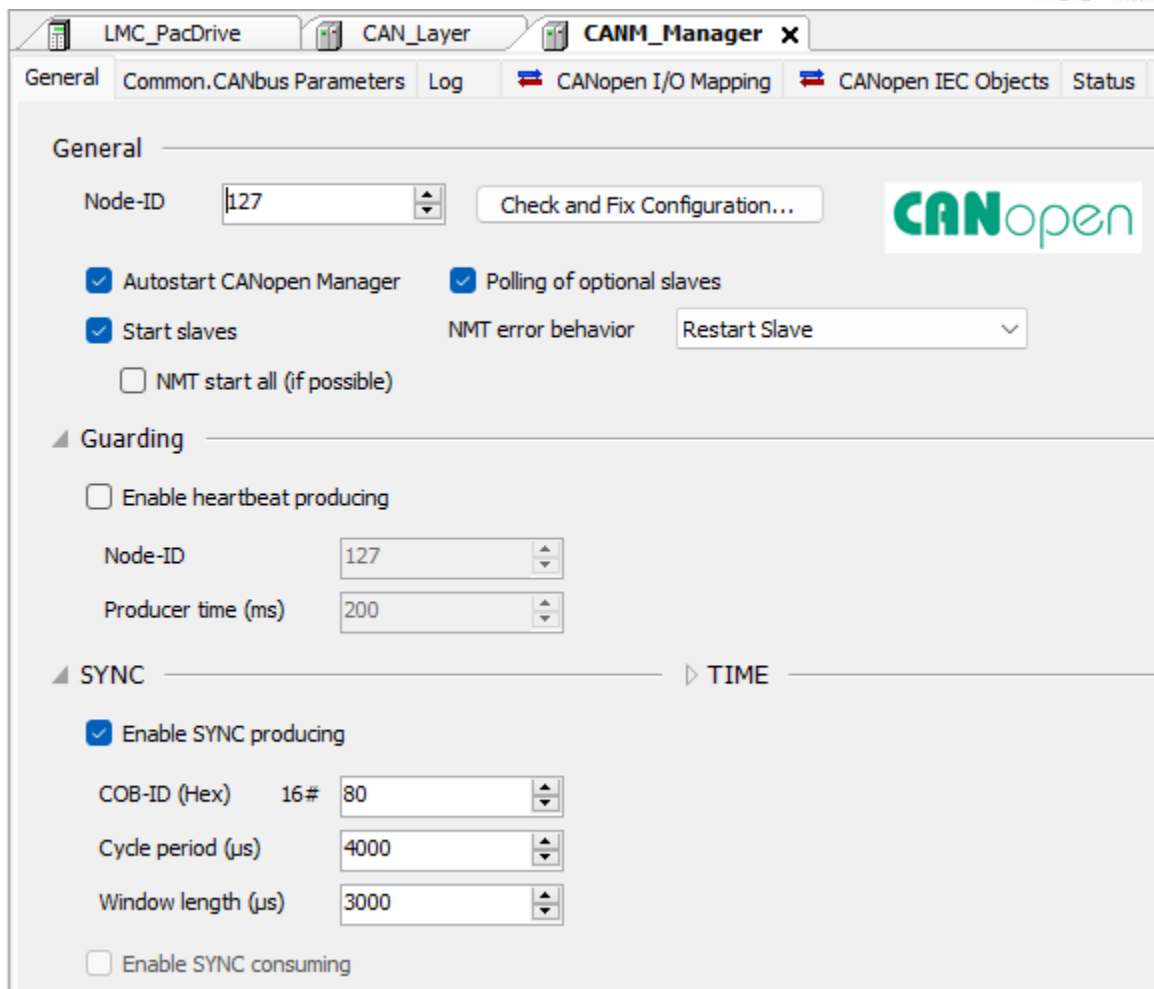 LMC_PacDrive CAN_Layer CANM_Manager
General Common.CANbus Parameters Log CANopen I/O Mapping CANopen IEC Objects Status
General
Node-ID 127 Check and Fix Configuration... CANopen
Autostart CANopen Manager Polling of optional slaves
Start slaves NMT error behavior Restart Slave
NMT start all (if possible)
Guarding
Enable heartbeat producing
Node-ID 127
Producer time (ms) 200
SYNC TIME
Enable SYNC producing
COB-ID (Hex) 16# 80
Cycle period (µs) 4000
Window length (µs) 3000
Enable SYNC consuming